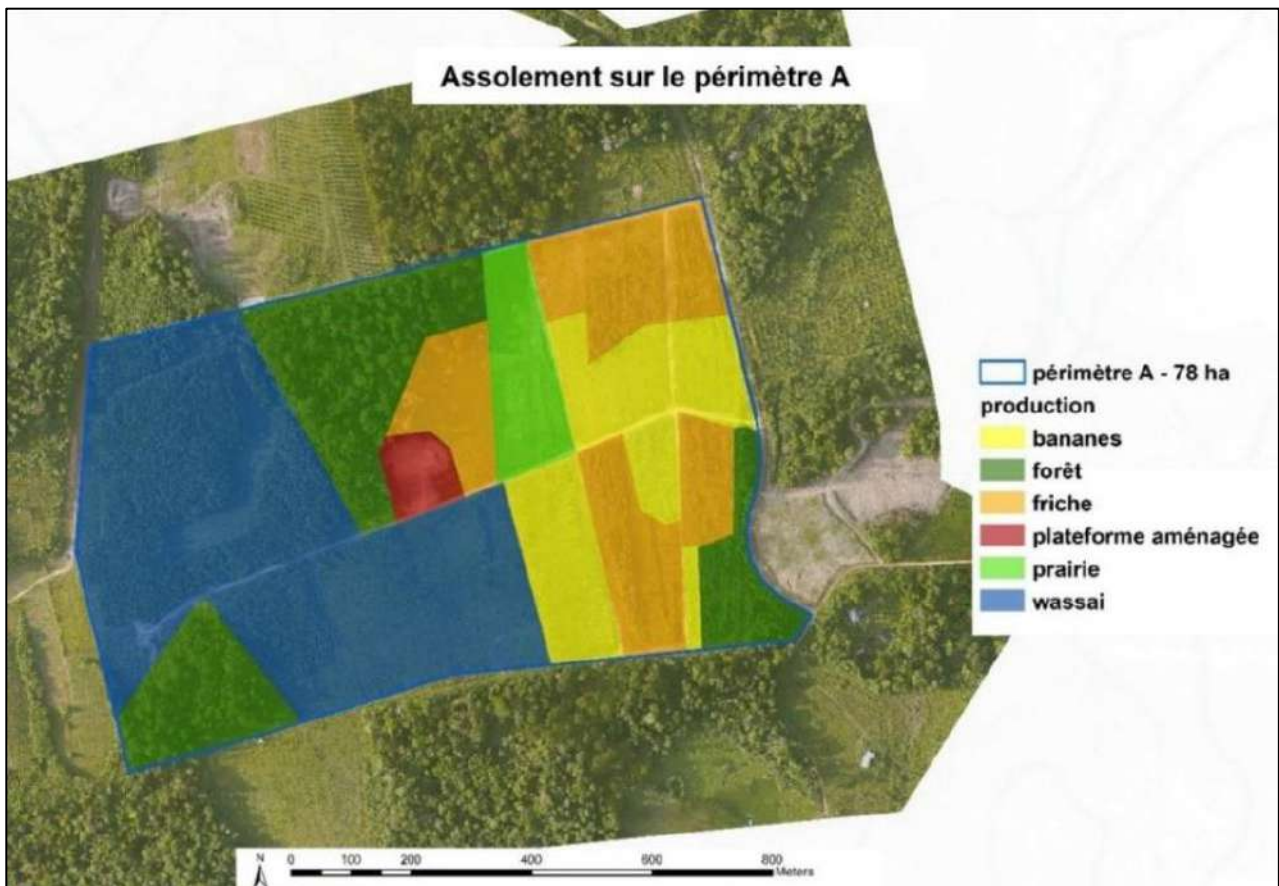 Assolement sur le périmètre A
périmètre A - 78 ha
production
bananes
forêt
friche
plateforme aménagée
prairie
wassai
N
0 100 200 400 600 800
Meters